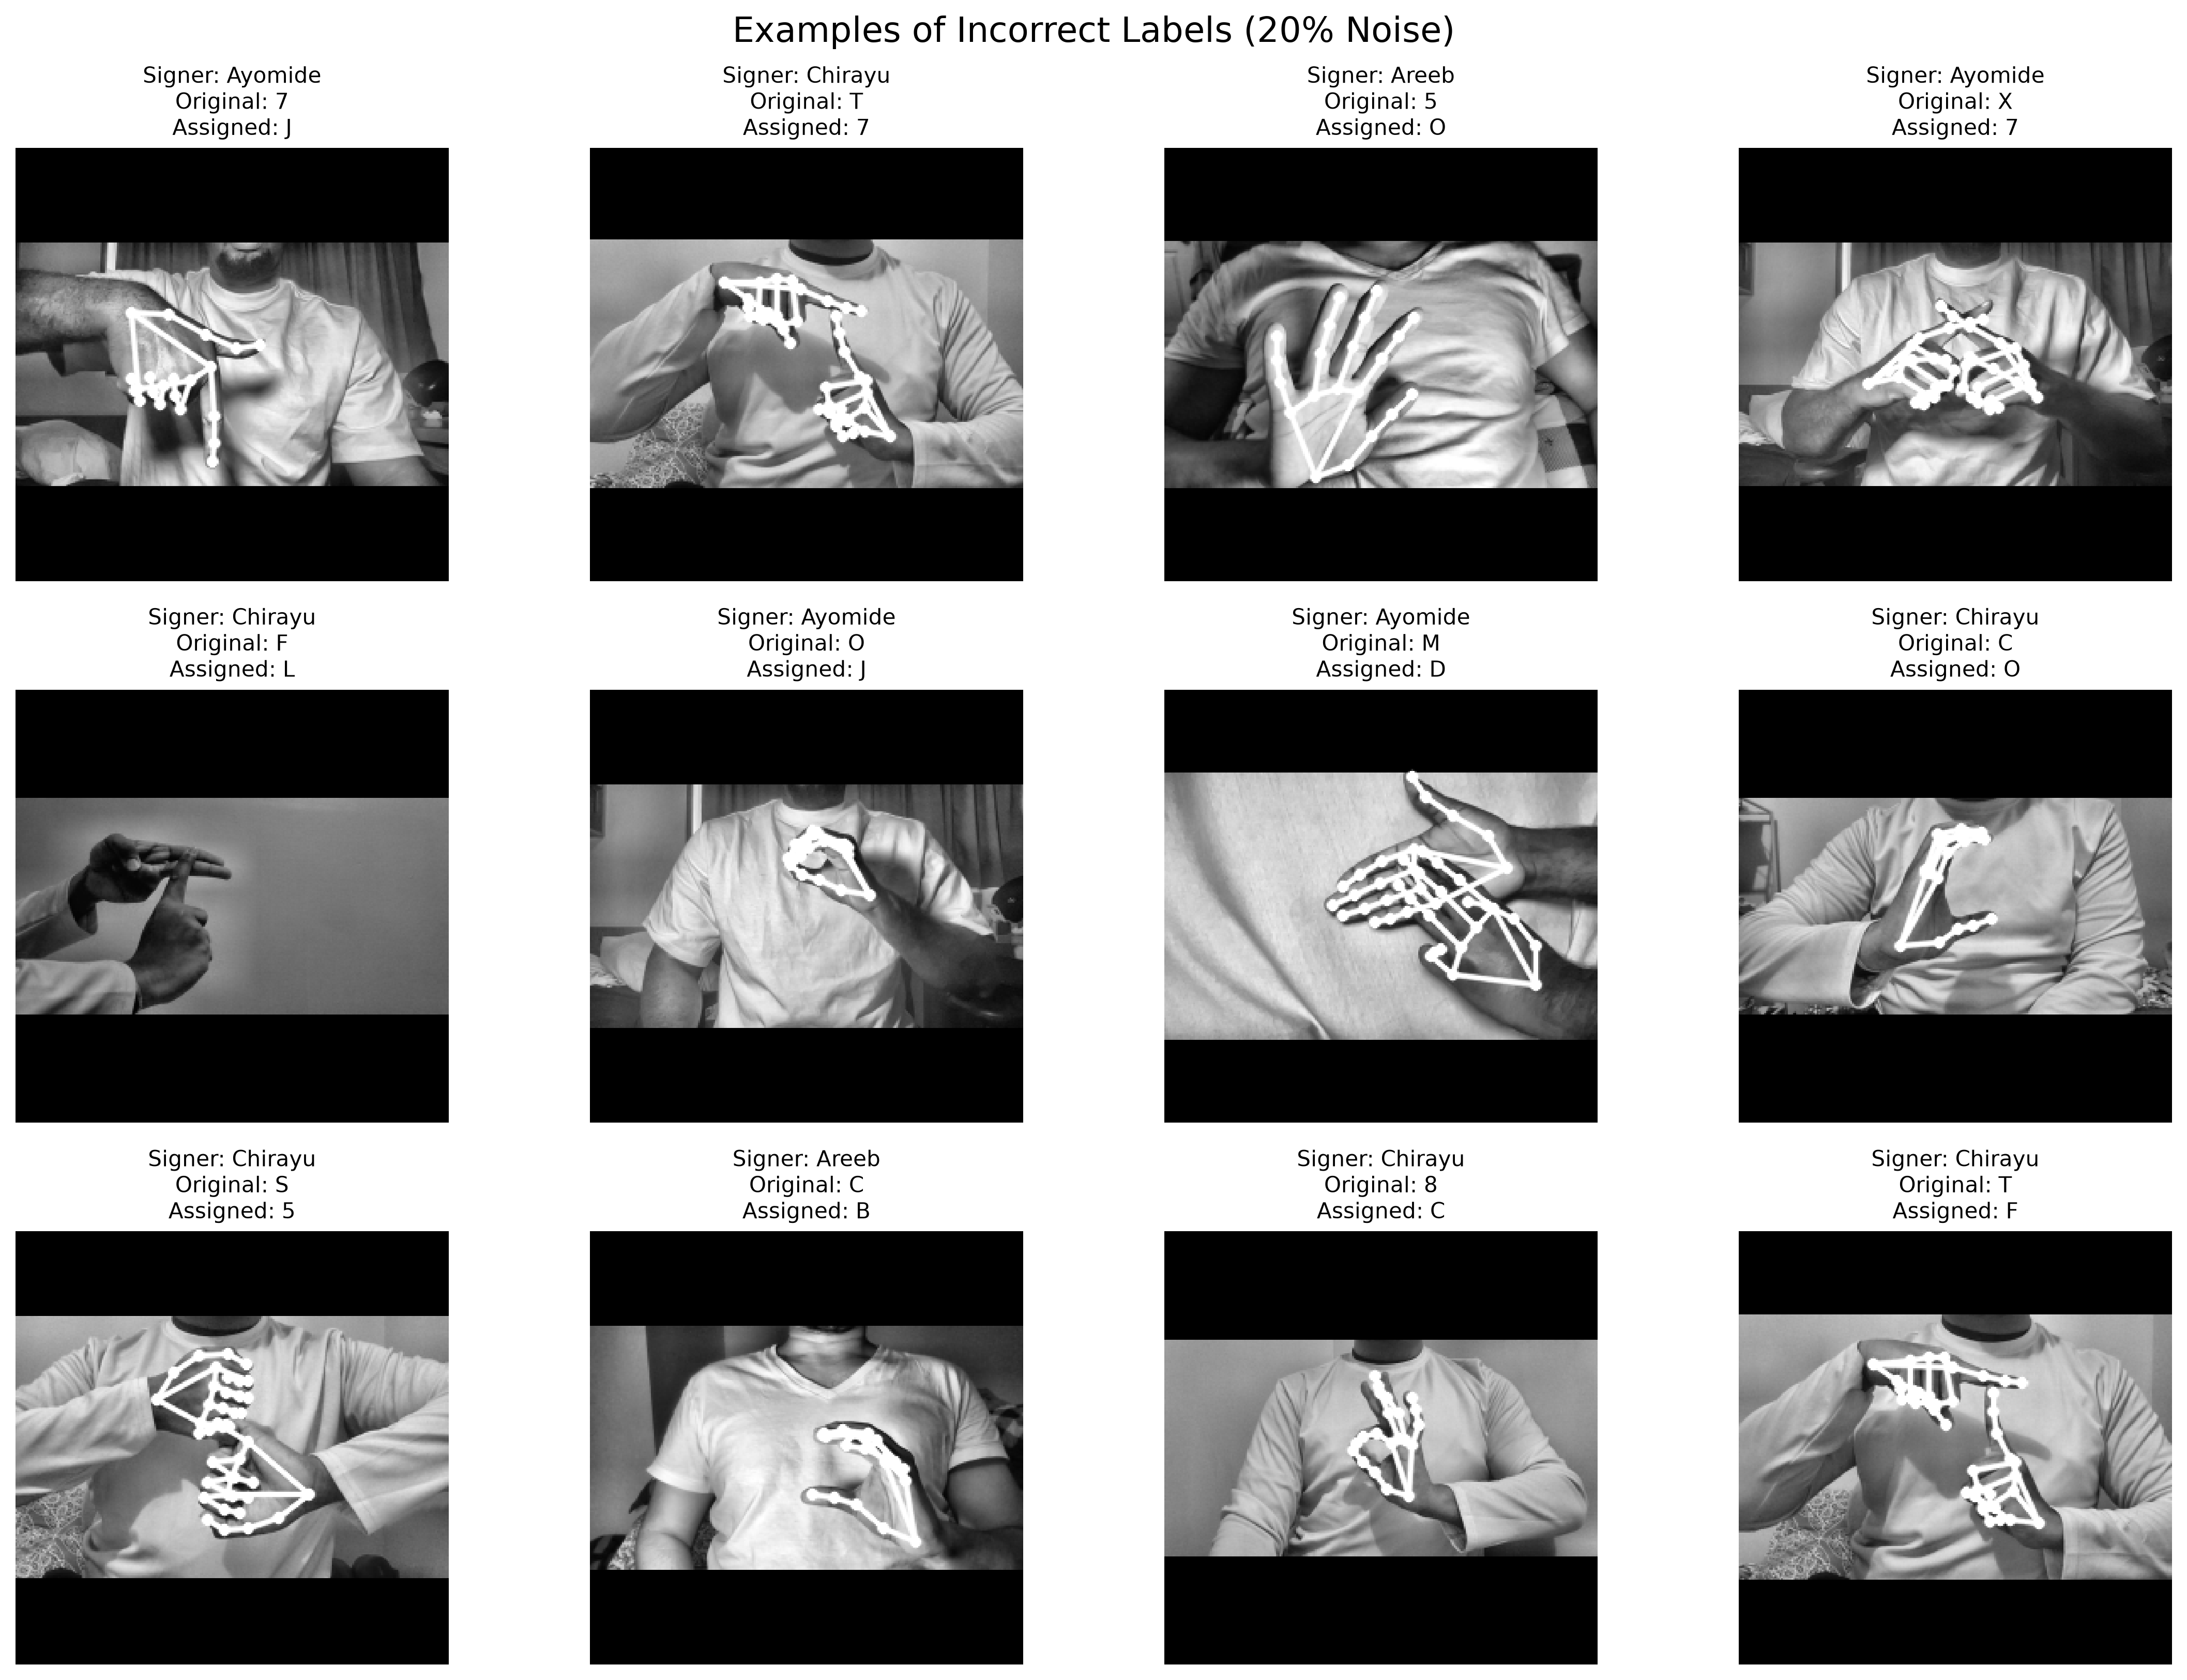 Examples of Incorrect Labels (20% Noise)
Signer: Ayomide
Original: 7
Assigned: J
Signer: Chirayu
Original: T
Assigned: 7
Signer: Areeb
Original: 5
Assigned: O
Signer: Ayomide
Original: X
Assigned: 7
Signer: Chirayu
Original: F
Assigned: L
Signer: Ayomide
Original: O
Assigned: J
Signer: Ayomide
Original: M
Assigned: D
Signer: Chirayu
Original: C
Assigned: O
Signer: Chirayu
Original: S
Assigned: 5
Signer: Areeb
Original: C
Assigned: B
Signer: Chirayu
Original: 8
Assigned: C
Signer: Chirayu
Original: T
Assigned: F